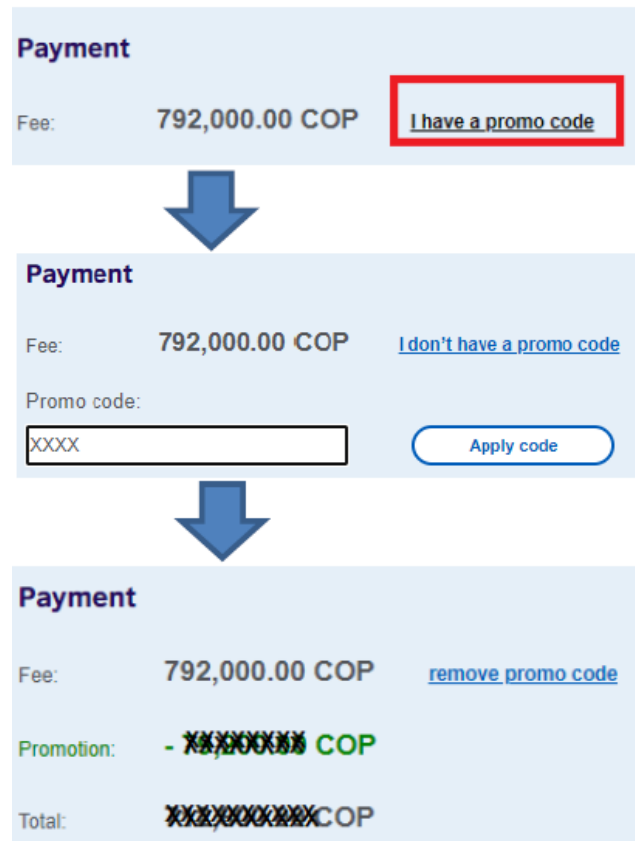 Payment
Fee: 792,000.00 COP I have a promo code
Payment
Fee: 792,000.00 COP I don't have a promo code
Promo code:
XXXX Apply code
Payment
Fee: 792,000.00 COP remove promo code
Promotion: - COP
Total: COP